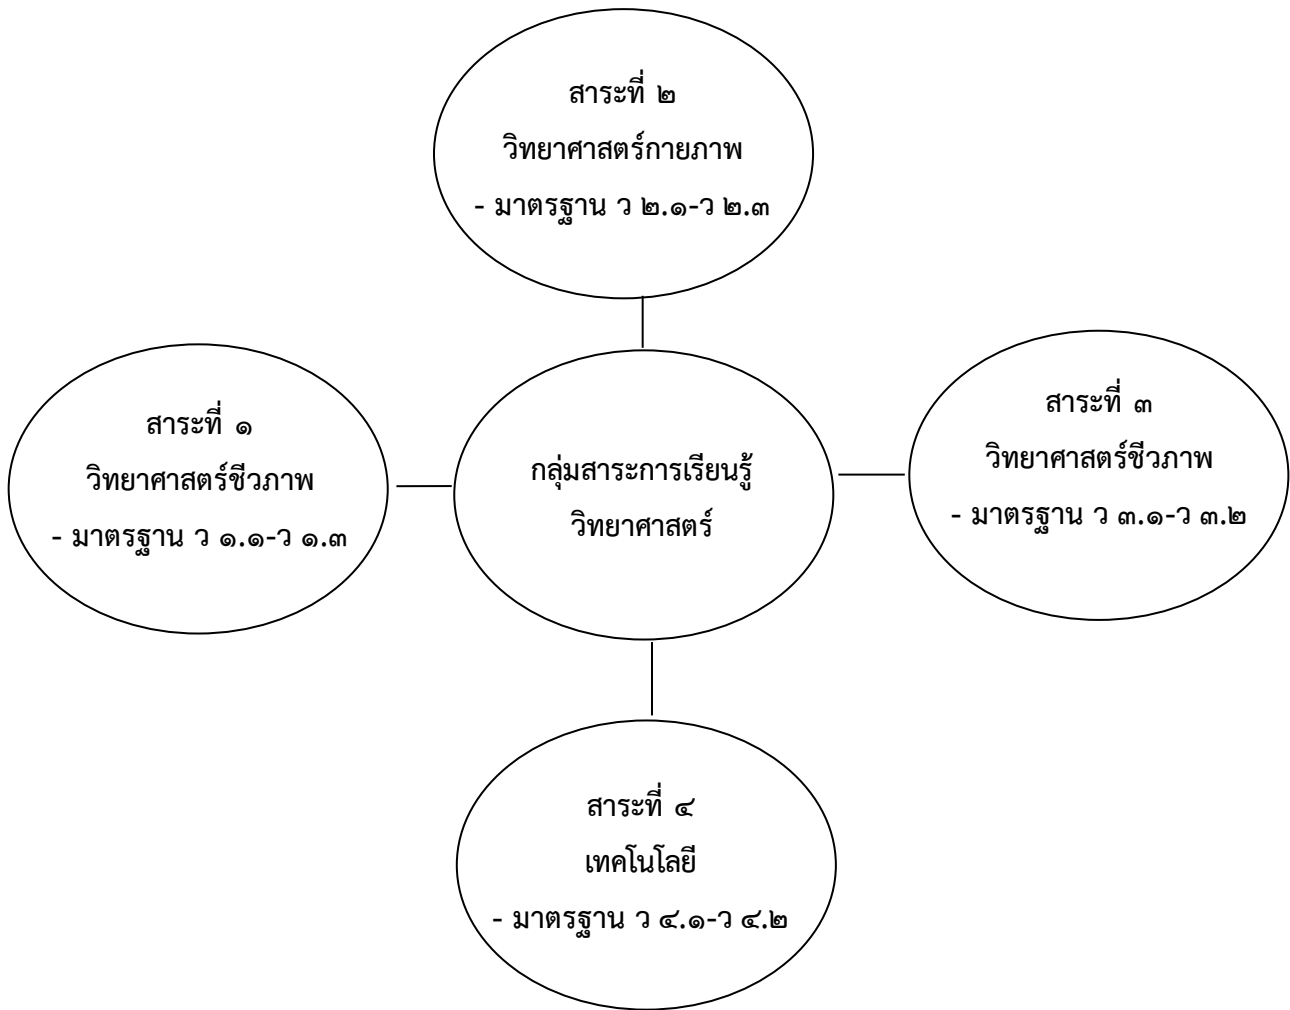 สาระที่ ๒
วิทยาศาสตร์กายภาพ
- มาตรฐาน ว ๒.๑-ว ๒.๓
สาระที่ ๑
วิทยาศาสตร์ชีวภาพ
- มาตรฐาน ว ๑.๑-ว ๑.๓
กลุ่มสาระการเรียนรู้
วิทยาศาสตร์
สาระที่ ๓
วิทยาศาสตร์ชีวภาพ
- มาตรฐาน ว ๓.๑-ว ๓.๒
สาระที่ ๔
เทคโนโลยี
- มาตรฐาน ว ๔.๑-ว ๔.๒